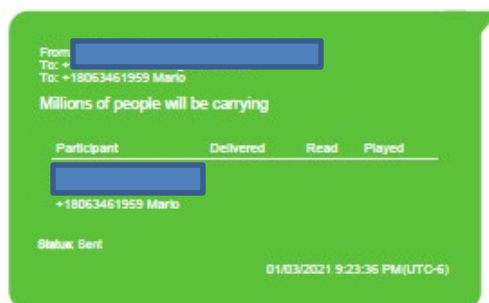 From:
To: +
To: +18063461959 Mario
Millions of people will be carrying
Participant Delivered Read Played
+18063461959 Mario
Status: Sent
01/03/2021 9:23:36 PM(UTC-6)